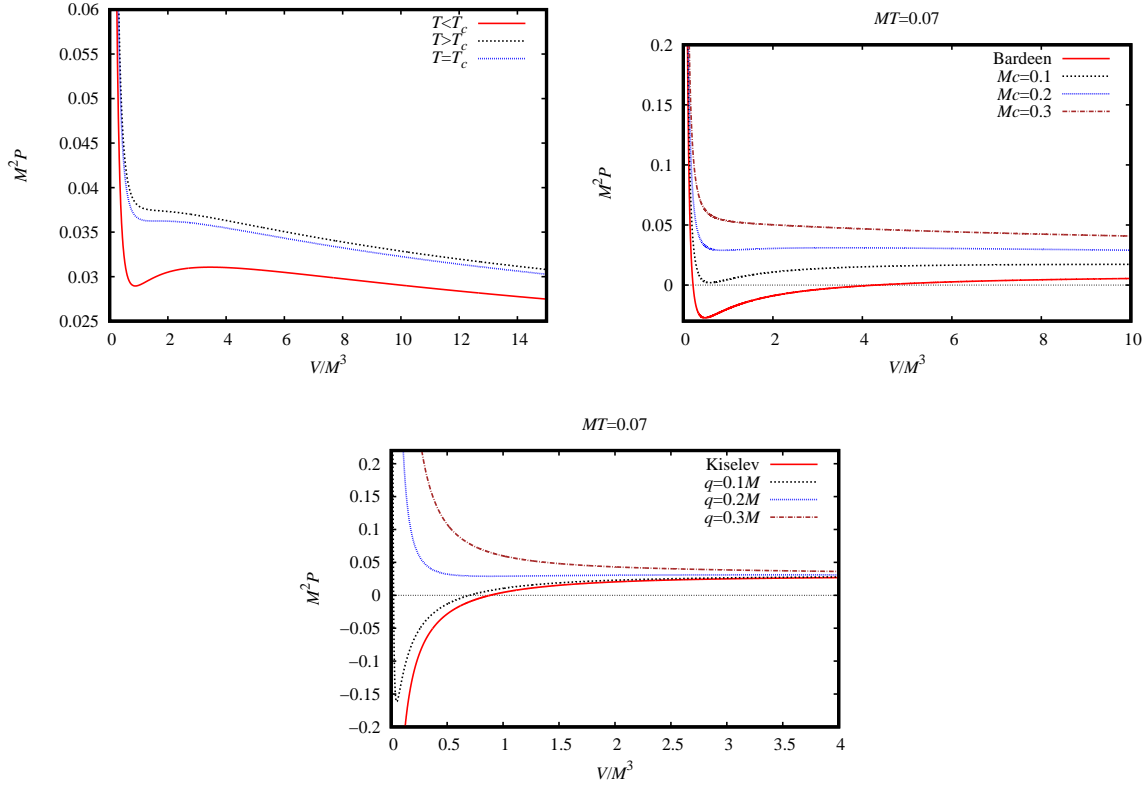 0.06
0.055
0.05
0.045
0.04
0.035
0.03
0.025
M²P
0 2 4 6 8 10 12 14
V/M³
T<T_c
T>T_c
T=T_c
MT=0.07
0.2
0.15
0.1
0.05
0
M²P
0 2 4 6 8 10
V/M³
Bardeen
Mc=0.1
Mc=0.2
Mc=0.3
MT=0.07
0.2
0.15
0.1
0.05
0
−0.05
−0.1
−0.15
−0.2
M²P
0 0.5 1 1.5 2 2.5 3 3.5 4
V/M³
Kiselev
q=0.1M
q=0.2M
q=0.3M